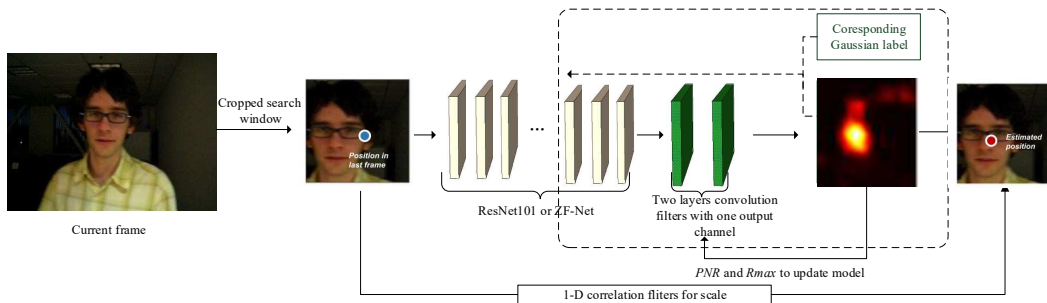 Coresponding
Gaussian label
Cropped search
window
Position in
last frame
...
Estimated
position
ResNet101 or ZF-Net
Two layers convolution
filters with one output
channel
Current frame
PNR and Rmax to update model
1-D correlation fliters for scale